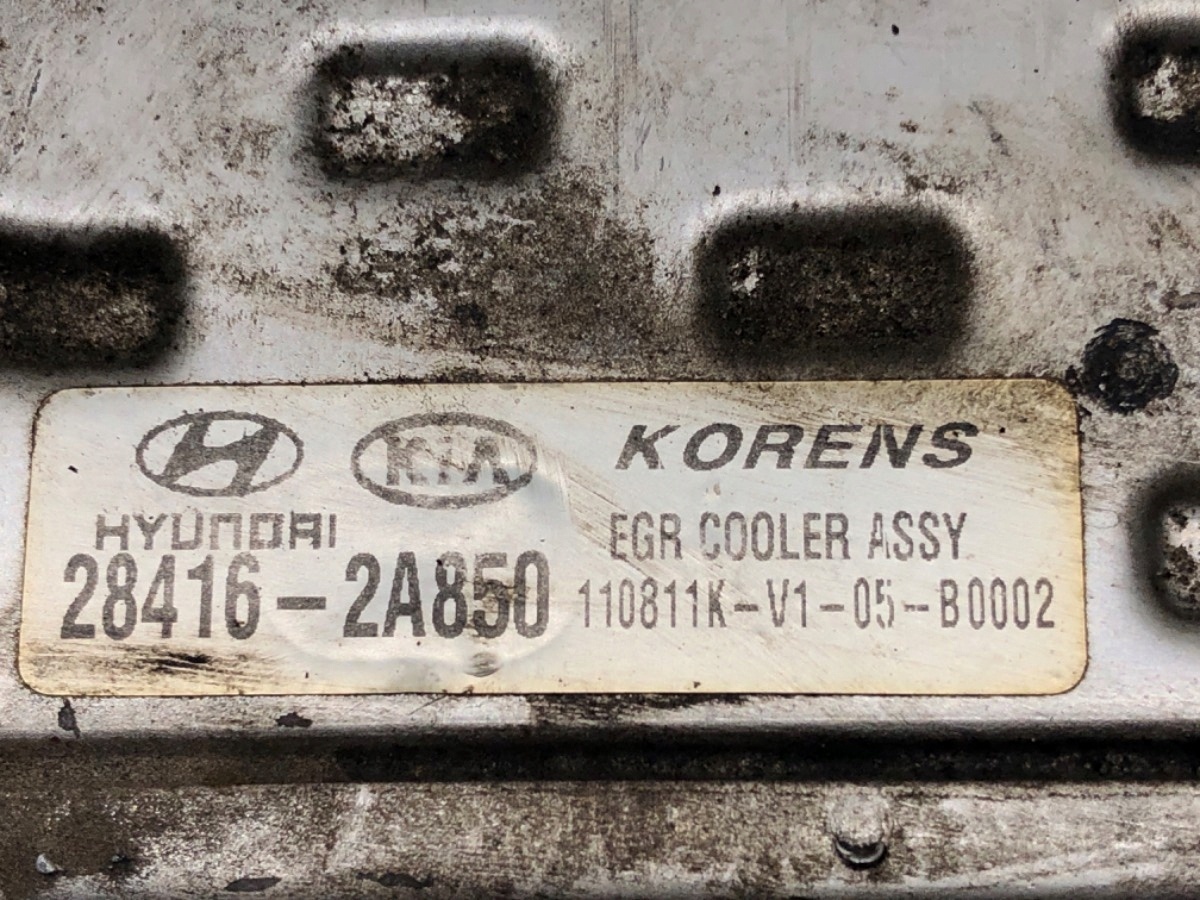 KIA
HYUNDAI
28416-2A850
KORENS
EGR COOLER ASSY
110811K-V1-05-B0002